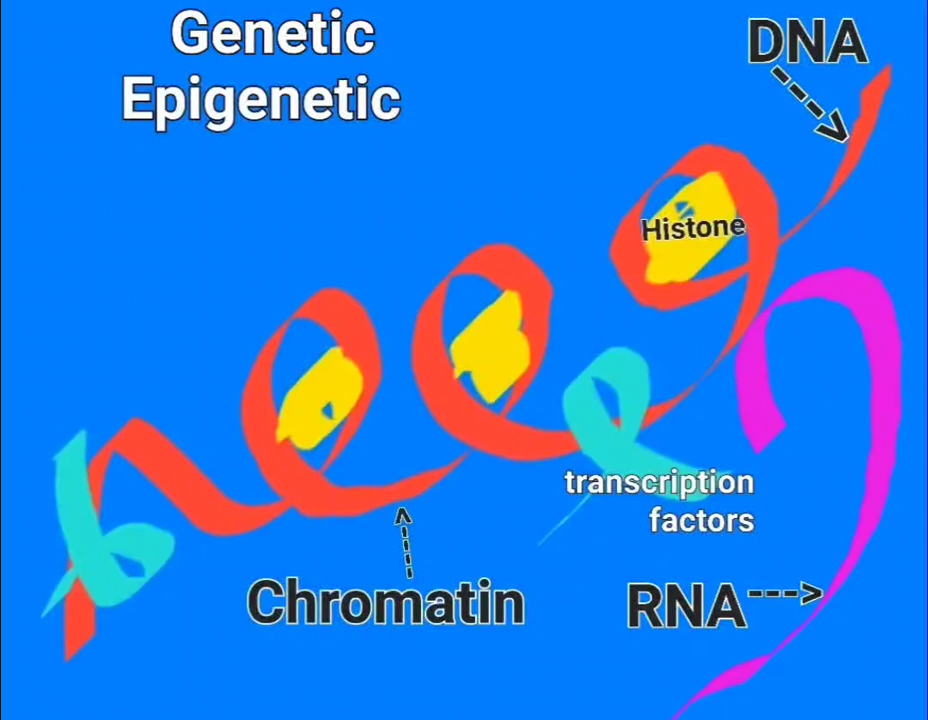 Genetic
Epigenetic
DNA
Histone
transcription
factors
Chromatin
RNA